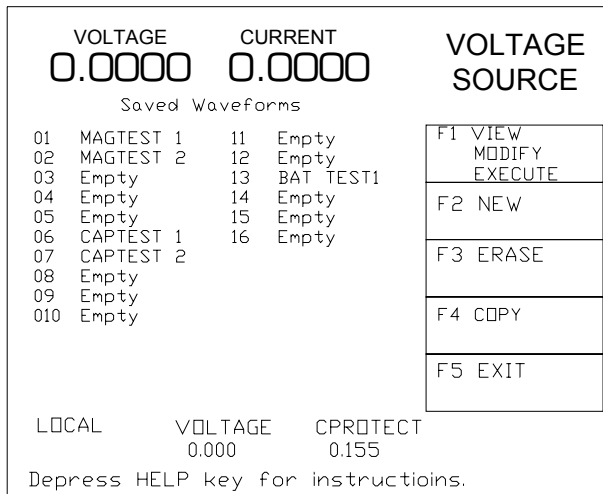 VOLTAGE CURRENT
0.0000 0.0000
VOLTAGE
SOURCE
Saved Waveforms
01 MAGTEST 1 11 Empty
02 MAGTEST 2 12 Empty
03 Empty 13 BAT TEST1
04 Empty 14 Empty
05 Empty 15 Empty
06 CAPTEST 1 16 Empty
07 CAPTEST 2
08 Empty
09 Empty
010 Empty
F1 VIEW
MODIFY
EXECUTE
F2 NEW
F3 ERASE
F4 COPY
F5 EXIT
LOCAL VOLTAGE CPROTECT
0.000 0.155
Depress HELP key for instructioins.